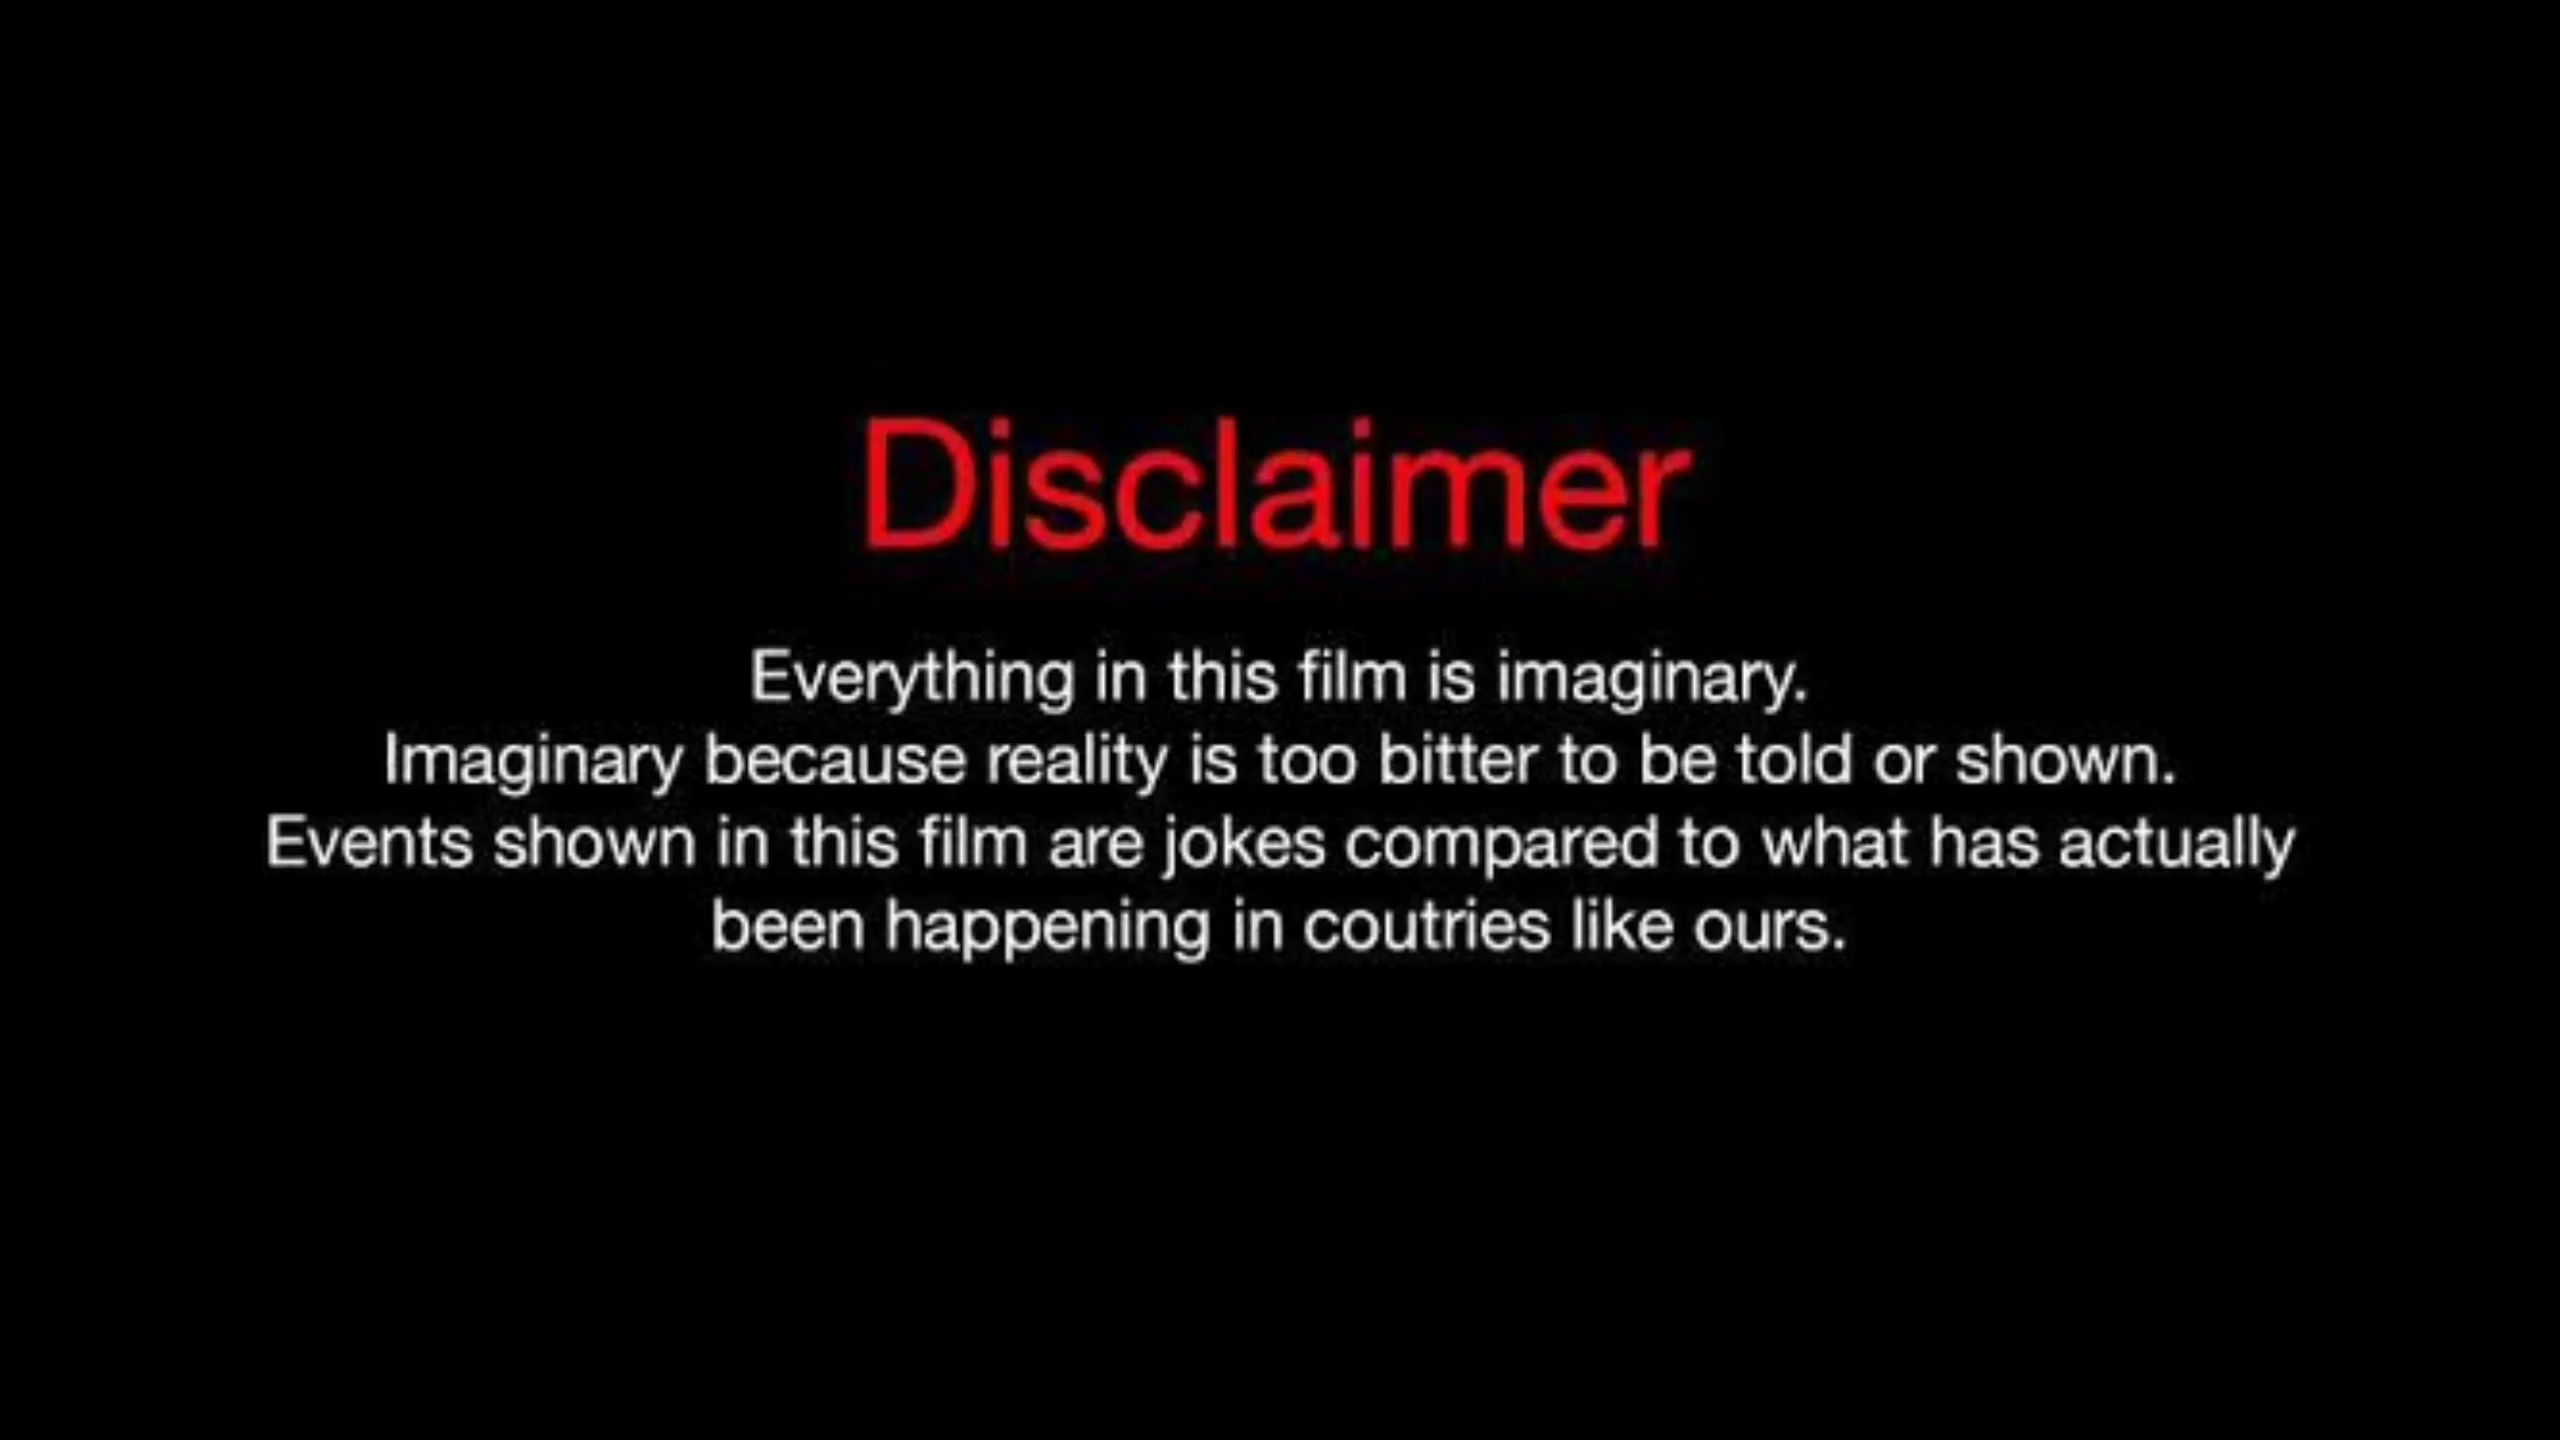 Disclaimer
Everything in this film is imaginary.
Imaginary because reality is too bitter to be told or shown.
Events shown in this film are jokes compared to what has actually
been happening in coutries like ours.